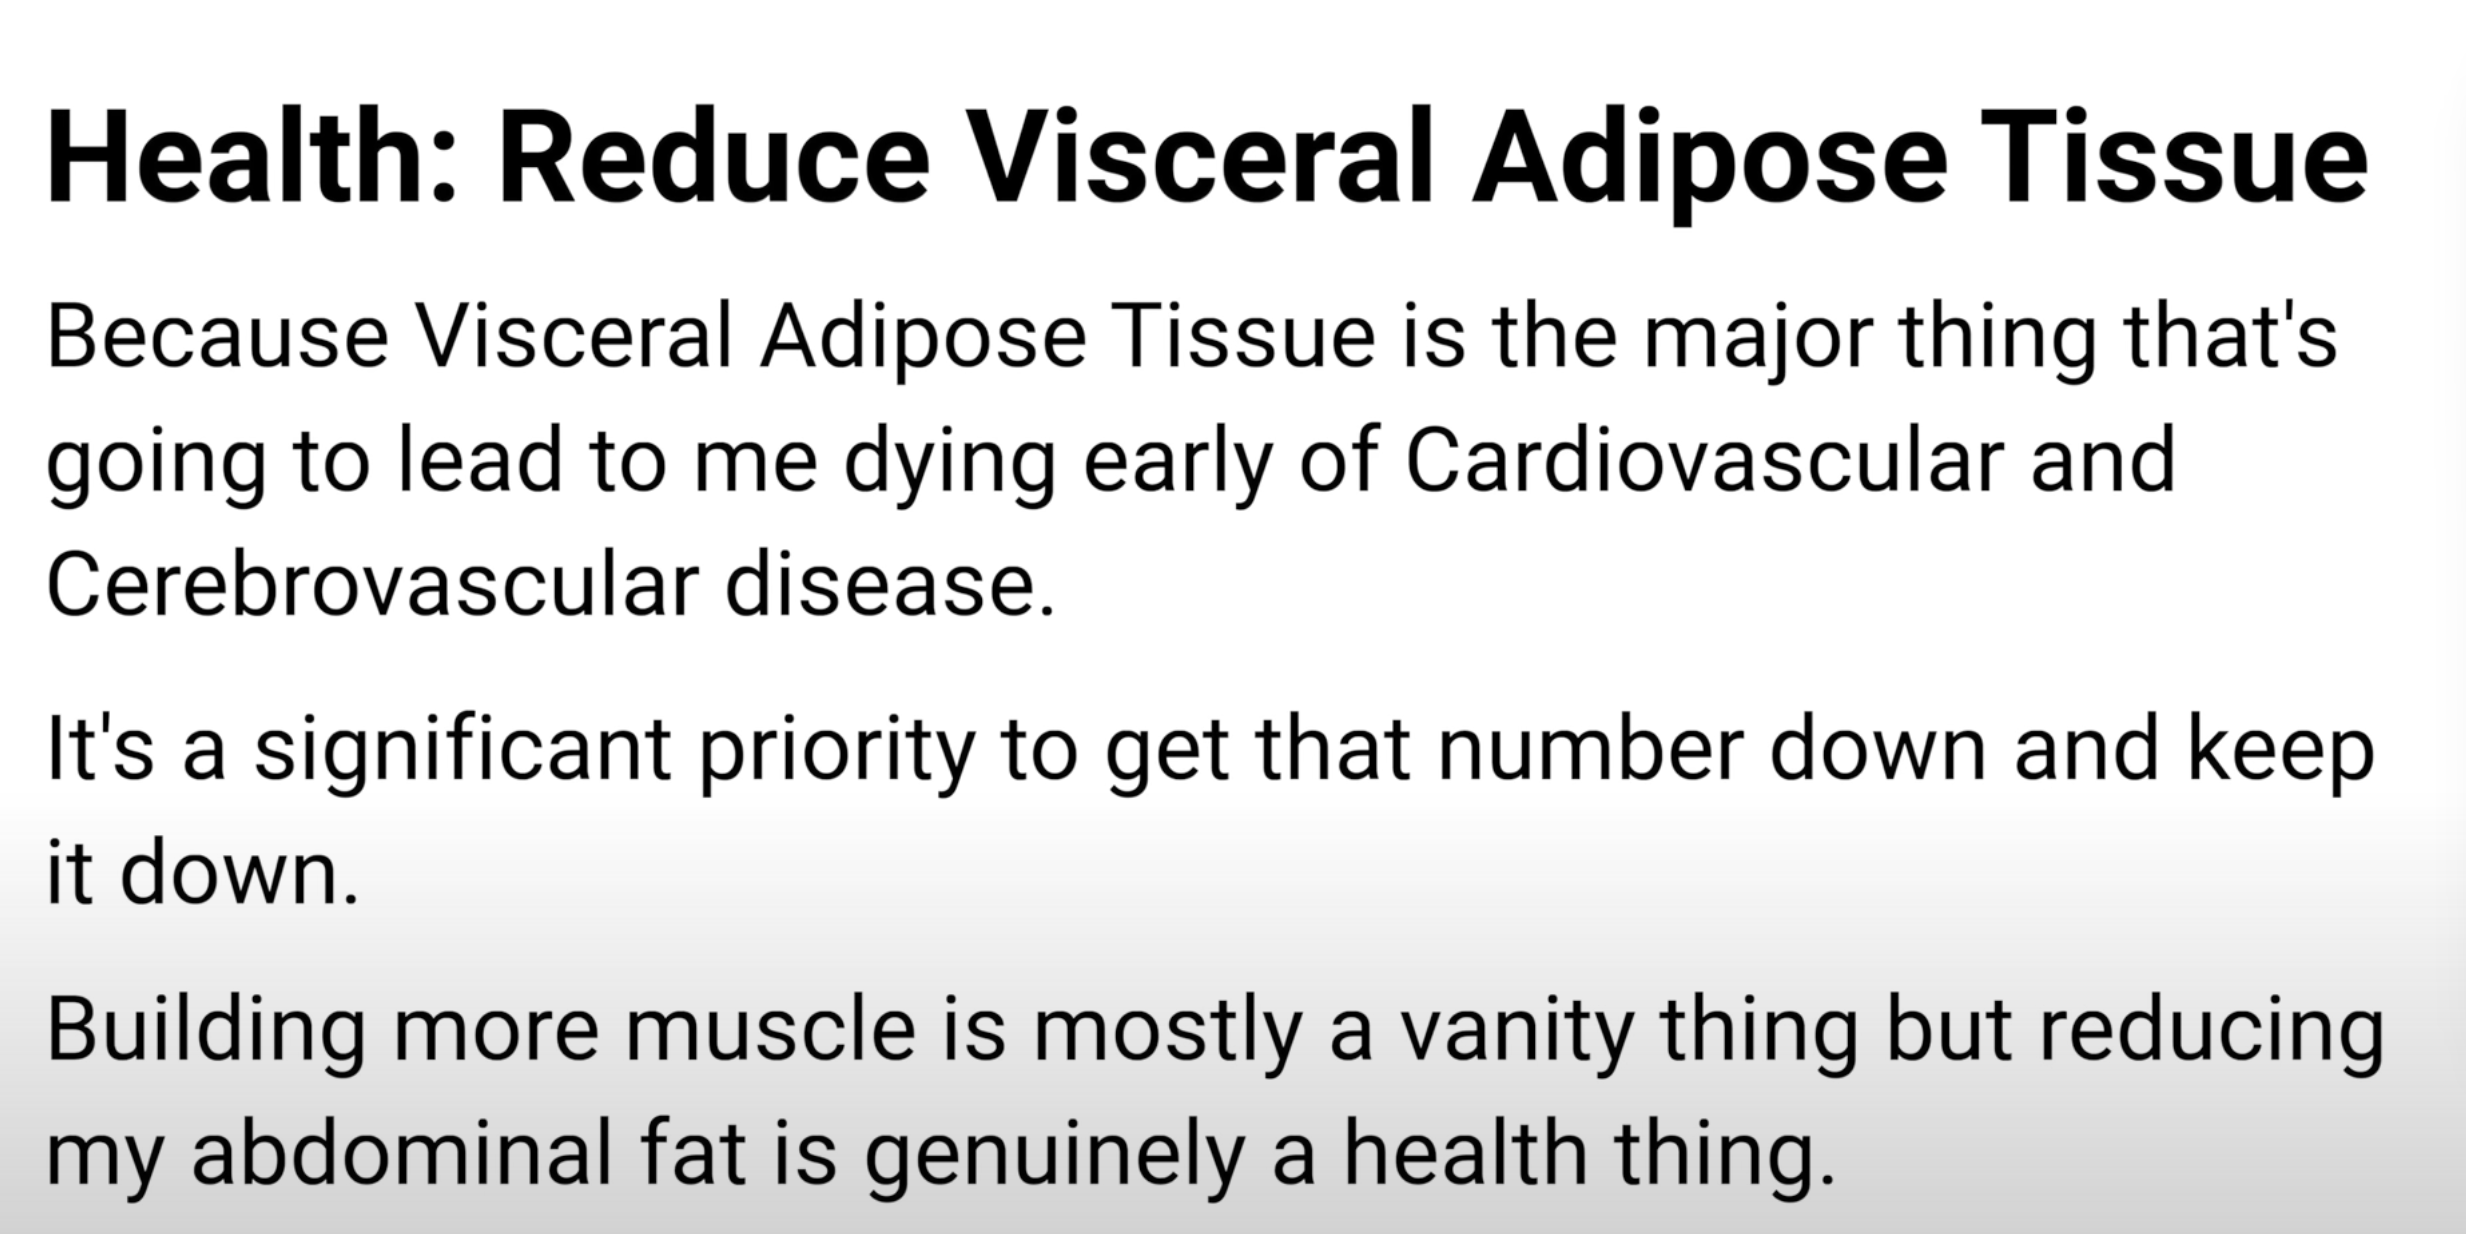 Health: Reduce Visceral Adipose Tissue
Because Visceral Adipose Tissue is the major thing that's
going to lead to me dying early of Cardiovascular and
Cerebrovascular disease.
It's a significant priority to get that number down and keep
it down.
Building more muscle is mostly a vanity thing but reducing
my abdominal fat is genuinely a health thing.